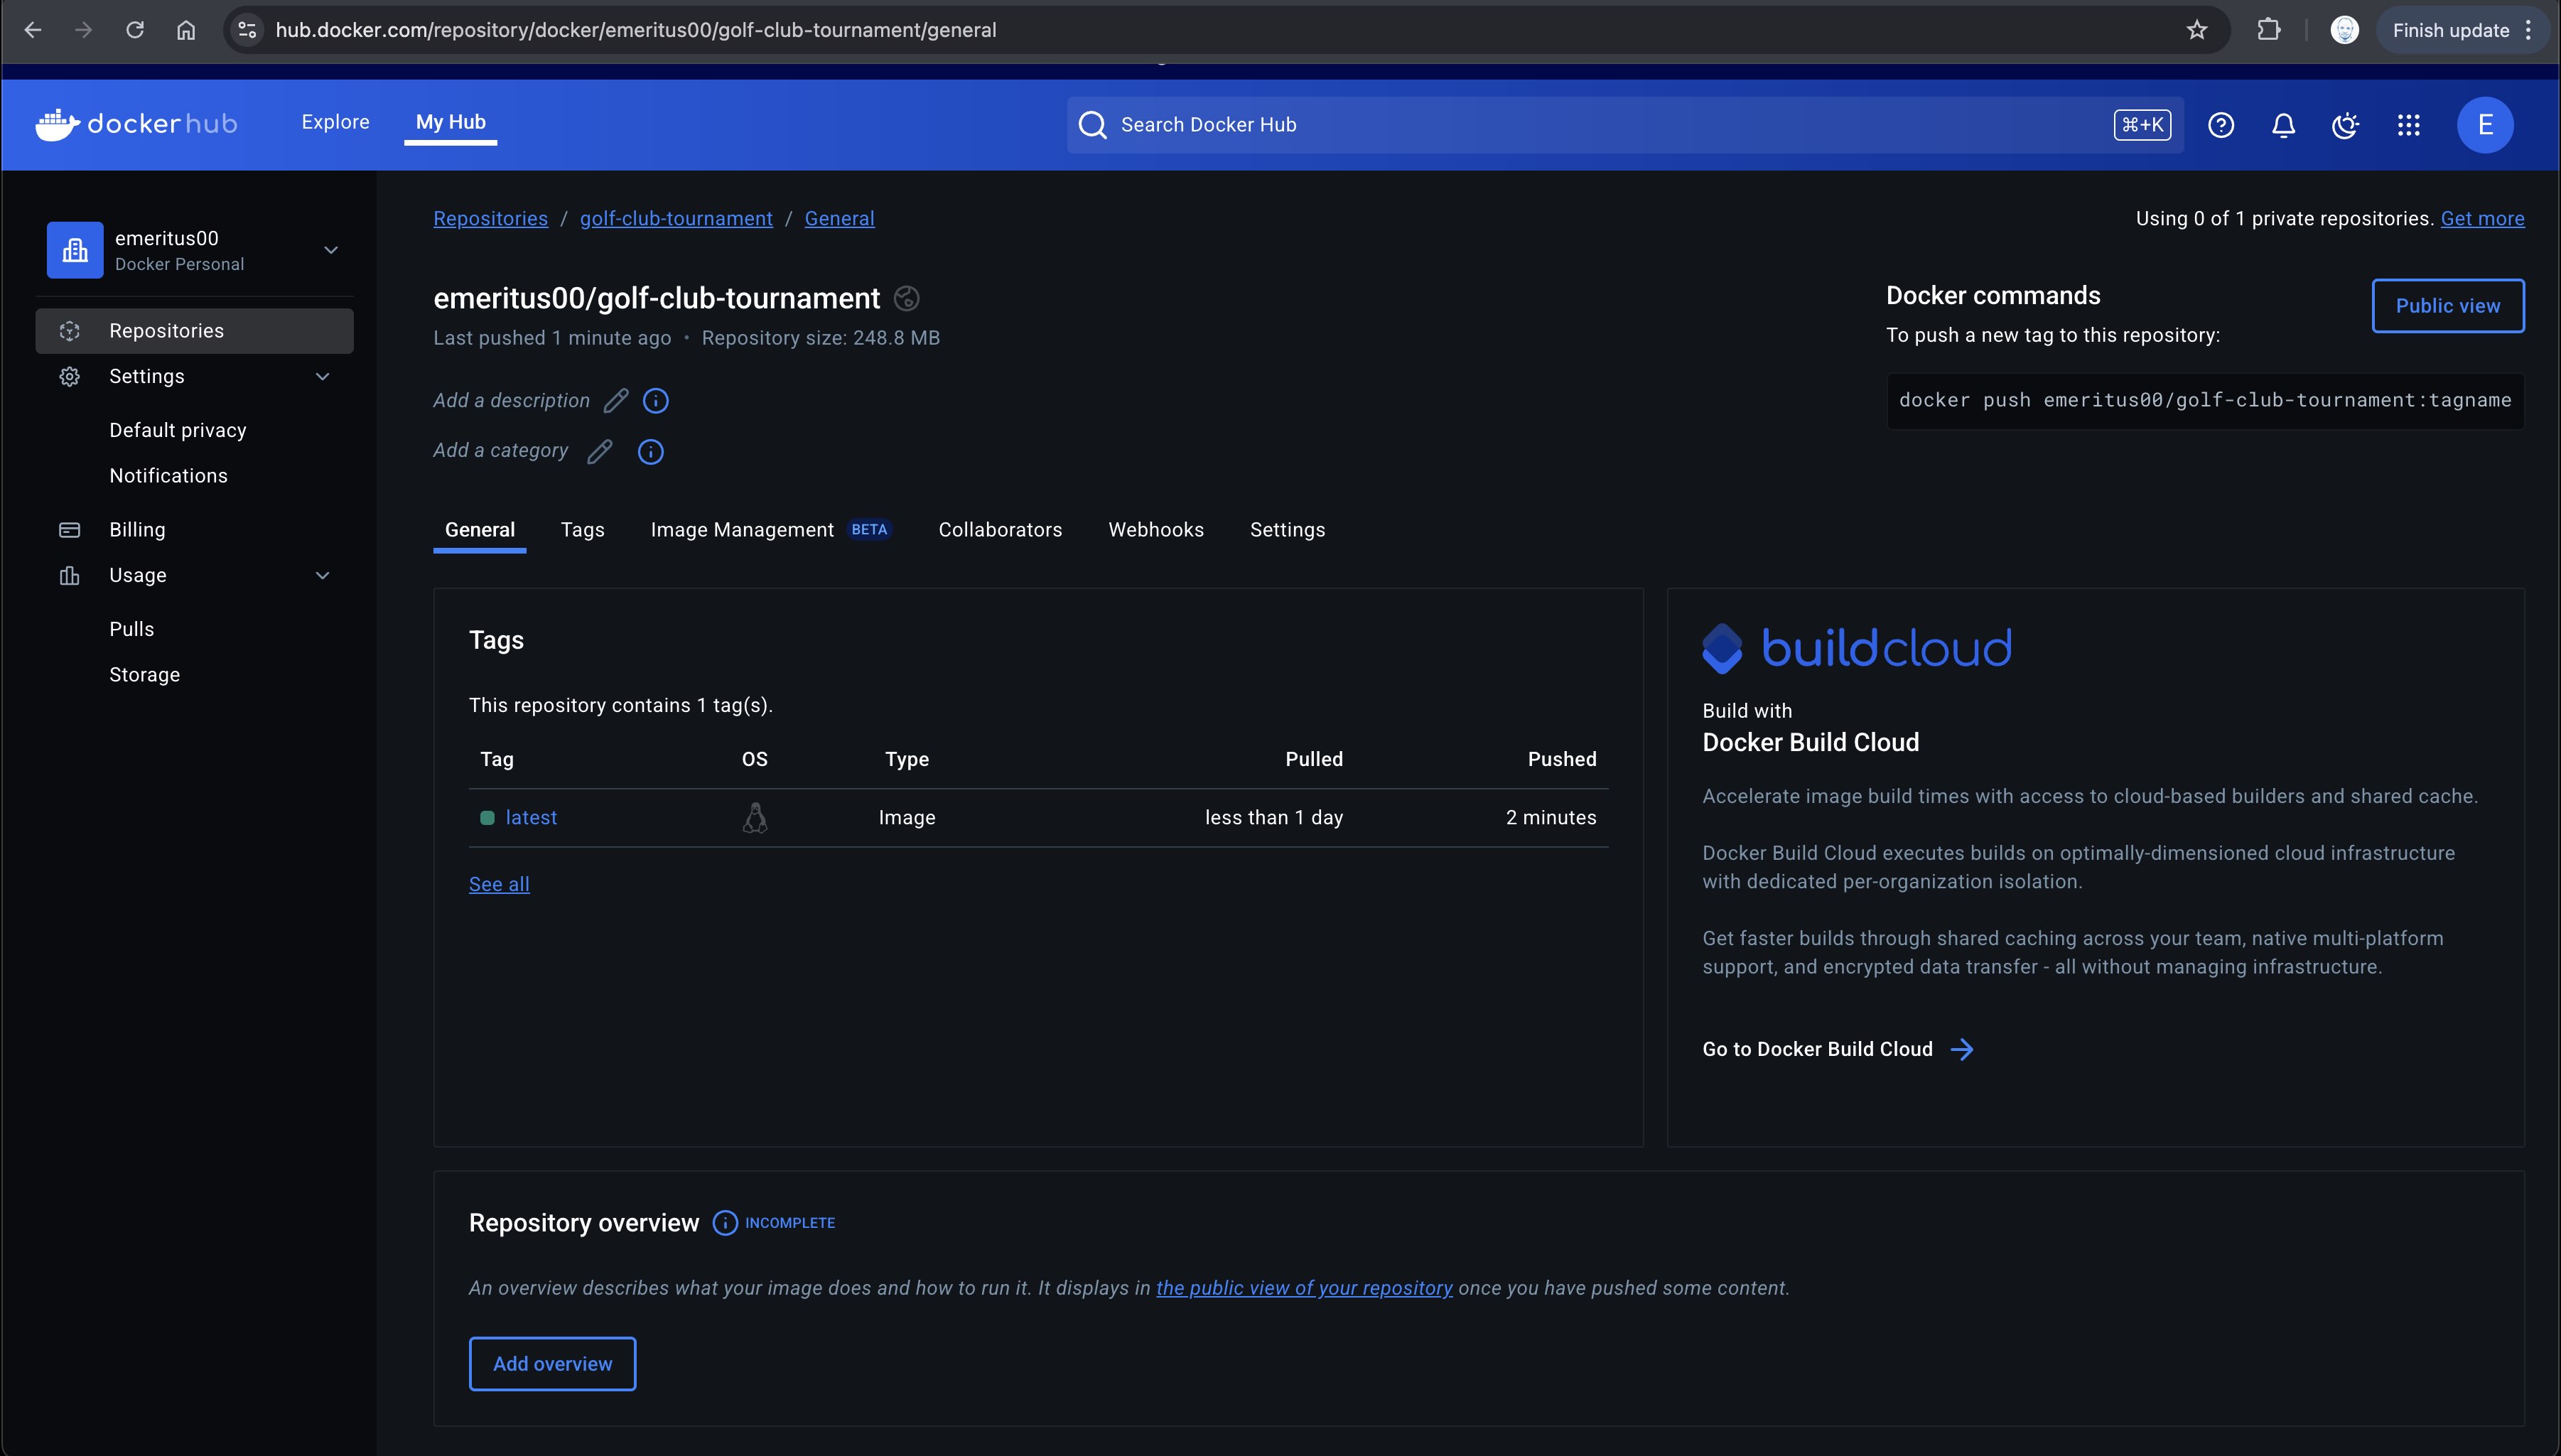 hub.docker.com/repository/docker/emeritus00/golf-club-tournament/general
Finish update
dockerhub
Explore
My Hub
Search Docker Hub
⌘+K
E
emeritus00
Docker Personal
Repositories
Settings
Default privacy
Notifications
Billing
Usage
Pulls
Storage
Repositories / golf-club-tournament / General
Using 0 of 1 private repositories. Get more
emeritus00/golf-club-tournament
Last pushed 1 minute ago • Repository size: 248.8 MB
Add a description
Add a category
Docker commands
Public view
To push a new tag to this repository:
docker push emeritus00/golf-club-tournament:tagname
General Tags Image Management BETA Collaborators Webhooks Settings
Tags
This repository contains 1 tag(s).
Tag OS Type Pulled Pushed
latest Image less than 1 day 2 minutes
See all
buildcloud
Build with
Docker Build Cloud
Accelerate image build times with access to cloud-based builders and shared cache.
Docker Build Cloud executes builds on optimally-dimensioned cloud infrastructure
with dedicated per-organization isolation.
Get faster builds through shared caching across your team, native multi-platform
support, and encrypted data transfer - all without managing infrastructure.
Go to Docker Build Cloud
Repository overview INCOMPLETE
An overview describes what your image does and how to run it. It displays in the public view of your repository once you have pushed some content.
Add overview